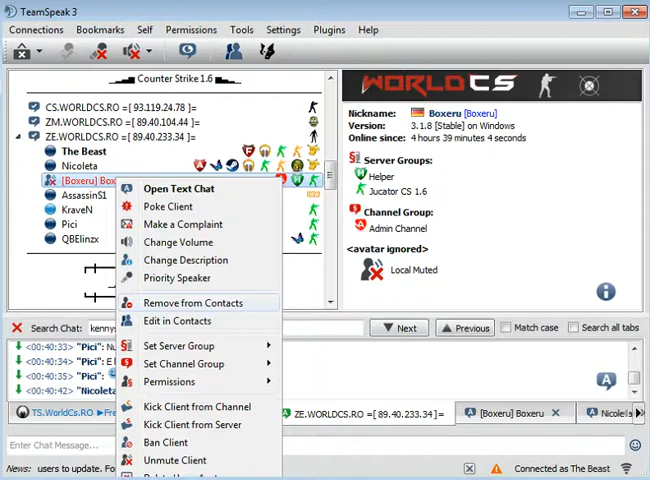 TeamSpeak 3
Connections Bookmarks Self Permissions Tools Settings Plugins Help
Counter Strike 1.6
CS.WORLDCS.RO =[ 93.119.24.78 ]=
ZM.WORLDCS.RO =[ 89.40.104.44 ]=
ZE.WORLDCS.RO =[ 89.40.233.34 ]=
The Beast
Nicoleta
[Boxeru] Box
AssasinS1
KraveN
Pici
QBElinzx
Open Text Chat
Poke Client
Make a Complaint
Change Volume
Change Description
Priority Speaker
Remove from Contacts
Edit in Contacts
Set Server Group
Set Channel Group
Permissions
Kick Client from Channel
Kick Client from Server
Ban Client
Unmute Client
WORLDCS
Nickname: Boxeru [Boxeru]
Version: 3.1.8 [Stable] on Windows
Online since: 4 hours 39 minutes 4 seconds
Server Groups:
Helper
Jucator CS 1.6
Channel Group:
Admin Channel
<avatar ignored>
Local Muted
Search Chat: kenny Next Previous Match case Search all tabs
<00:40:33> "Pici": Nu
<00:40:34> "Pici": E
<00:40:35> "Pici":
<00:40:42> "Nicoleta
TS.WorldCs.RO ZE.WORLDCS.RO =[ 89.40.233.34 ]= [Boxeru] Boxeru Nicoleta
Enter Chat Message...
News: users to update. Fo Connected as The Beast